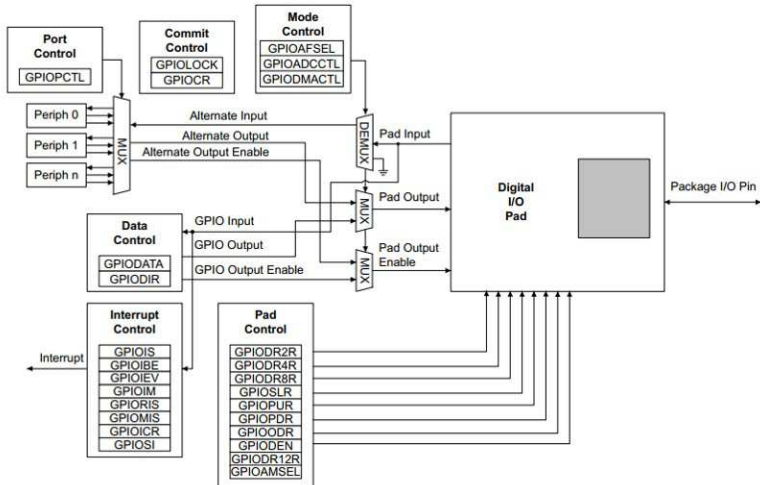 Port
Control
GPIOPCTL
Commit
Control
GPIOLOCK
GPIOCR
Mode
Control
GPIOAFSEL
GPIOADCCTL
GPIODMACTL
Periph 0
Periph 1
Periph n
MUX
Alternate Input
Alternate Output
Alternate Output Enable
DEMUX
Pad Input
MUX
Pad Output
MUX
Pad Output
Enable
Digital
I/O
Pad
Package I/O Pin
Data
Control
GPIODATA
GPIODIR
GPIO Input
GPIO Output
GPIO Output Enable
Interrupt
Interrupt
Control
GPIOIS
GPIOIBE
GPIOIEV
GPIOIM
GPIORIS
GPIOMIS
GPIOICR
GPIOSI
Pad
Control
GPIODR2R
GPIODR4R
GPIODR8R
GPIOSLR
GPIOPUR
GPIOPDR
GPIOODR
GPIODEN
GPIODR12R
GPIOAMSEL